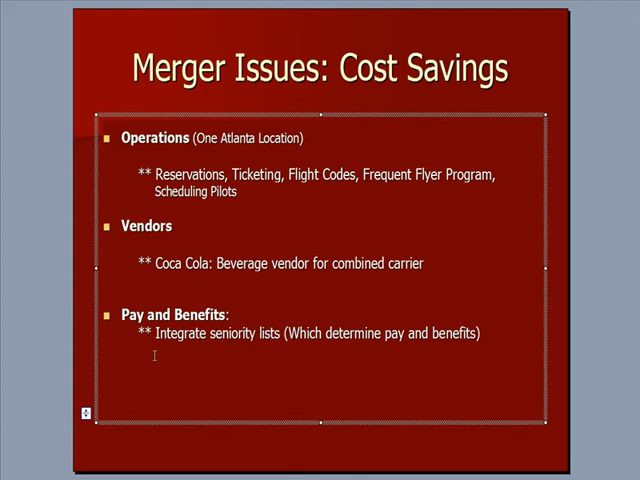 Merger Issues: Cost Savings
Operations (One Atlanta Location)
** Reservations, Ticketing, Flight Codes, Frequent Flyer Program,
Scheduling Pilots
Vendors
** Coca Cola: Beverage vendor for combined carrier
Pay and Benefits:
** Integrate seniority lists (Which determine pay and benefits)